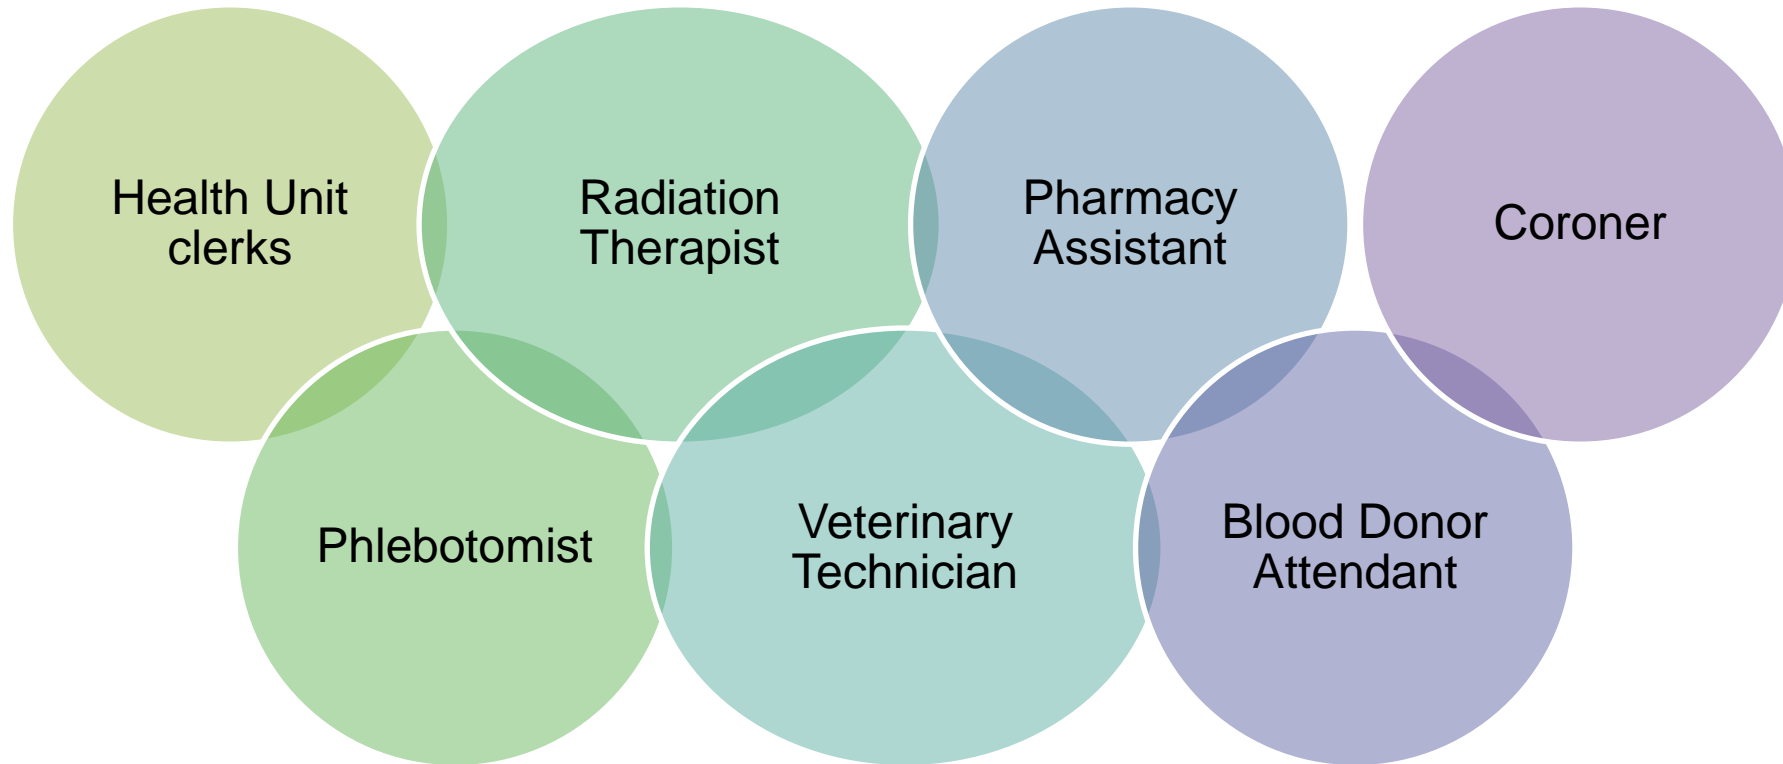 Health Unit
clerks
Radiation
Therapist
Pharmacy
Assistant
Coroner
Phlebotomist
Veterinary
Technician
Blood Donor
Attendant